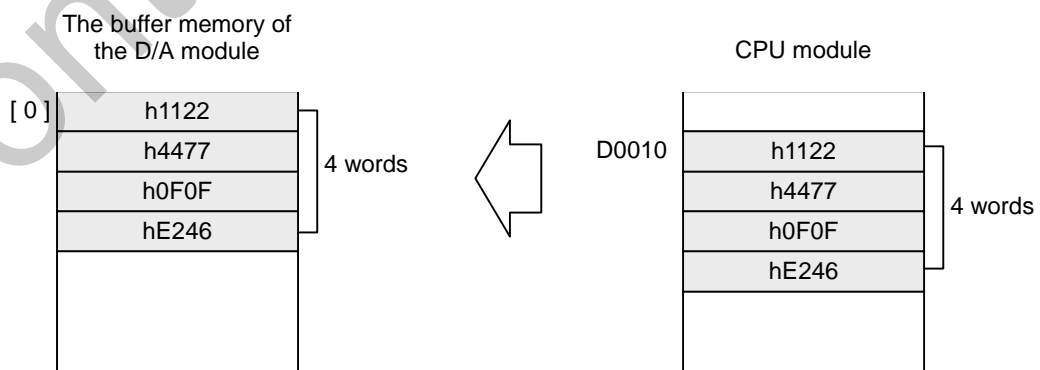 The buffer memory of
the D/A module
CPU module
[ 0 ]
h1122
h4477
h0F0F
hE246
4 words
D0010
h1122
h4477
h0F0F
hE246
4 words